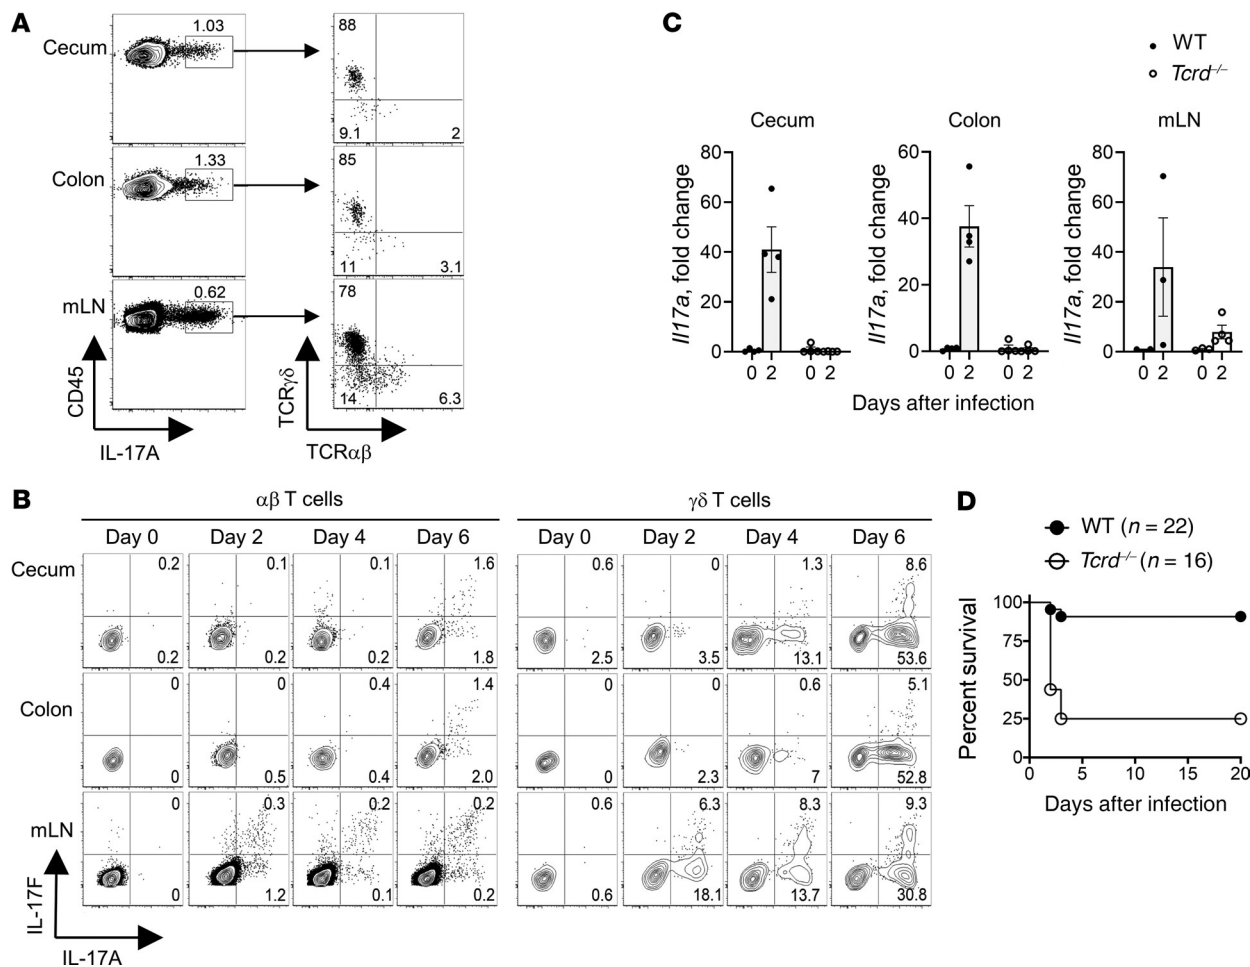 A
Cecum
1.03
88
9.1 2
Colon
1.33
85
11 3.1
mLN
0.62
78
14 6.3
CD45
IL-17A
TCRγδ
TCRαβ
C
WT
Tcrd–/–
Cecum
Colon
mLN
Il17a, fold change
80
60
40
20
0
0 2 0 2
Il17a, fold change
60
40
20
0
0 2 0 2
Il17a, fold change
80
60
40
20
0
0 2 0 2
Days after infection
B
αβ T cells
γδ T cells
Day 0 Day 2 Day 4 Day 6 Day 0 Day 2 Day 4 Day 6
Cecum
0.2 0.1 0.1 1.6 0.6 0 1.3 8.6
0.2 0.2 0.2 1.8 2.5 3.5 13.1 53.6
Colon
0 0 0.4 1.4 0 0 0.6 5.1
0 0.5 0.4 2.0 0 2.3 7 52.8
mLN
0 0.3 0.2 0.2 0.6 6.3 8.3 9.3
0 1.2 0.1 0.2 0.6 18.1 13.7 30.8
IL-17F
IL-17A
D
WT (n = 22)
Tcrd–/– (n = 16)
Percent survival
100
75
50
25
0
0 5 10 15 20
Days after infection